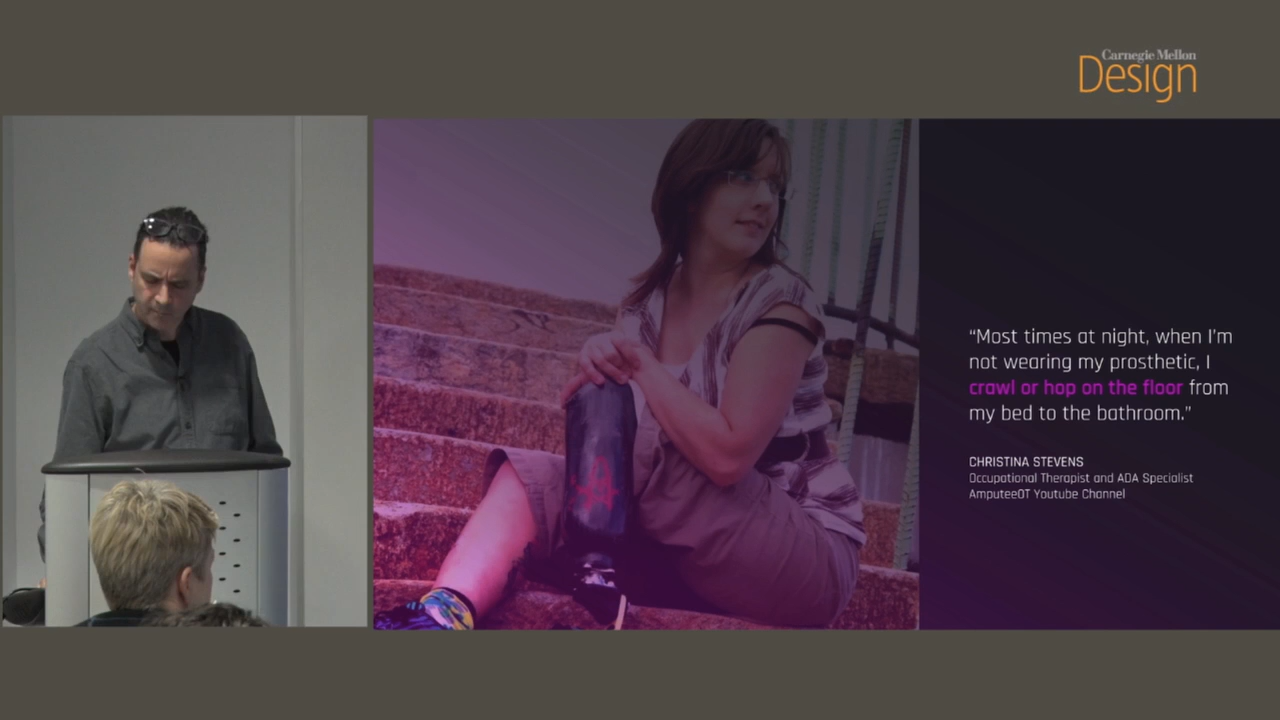 Carnegie Mellon
Design
“Most times at night, when I’m
not wearing my prosthetic, I
crawl or hop on the floor from
my bed to the bathroom.”
CHRISTINA STEVENS
Occupational Therapist and ADA Specialist
AmputeeOT Youtube Channel